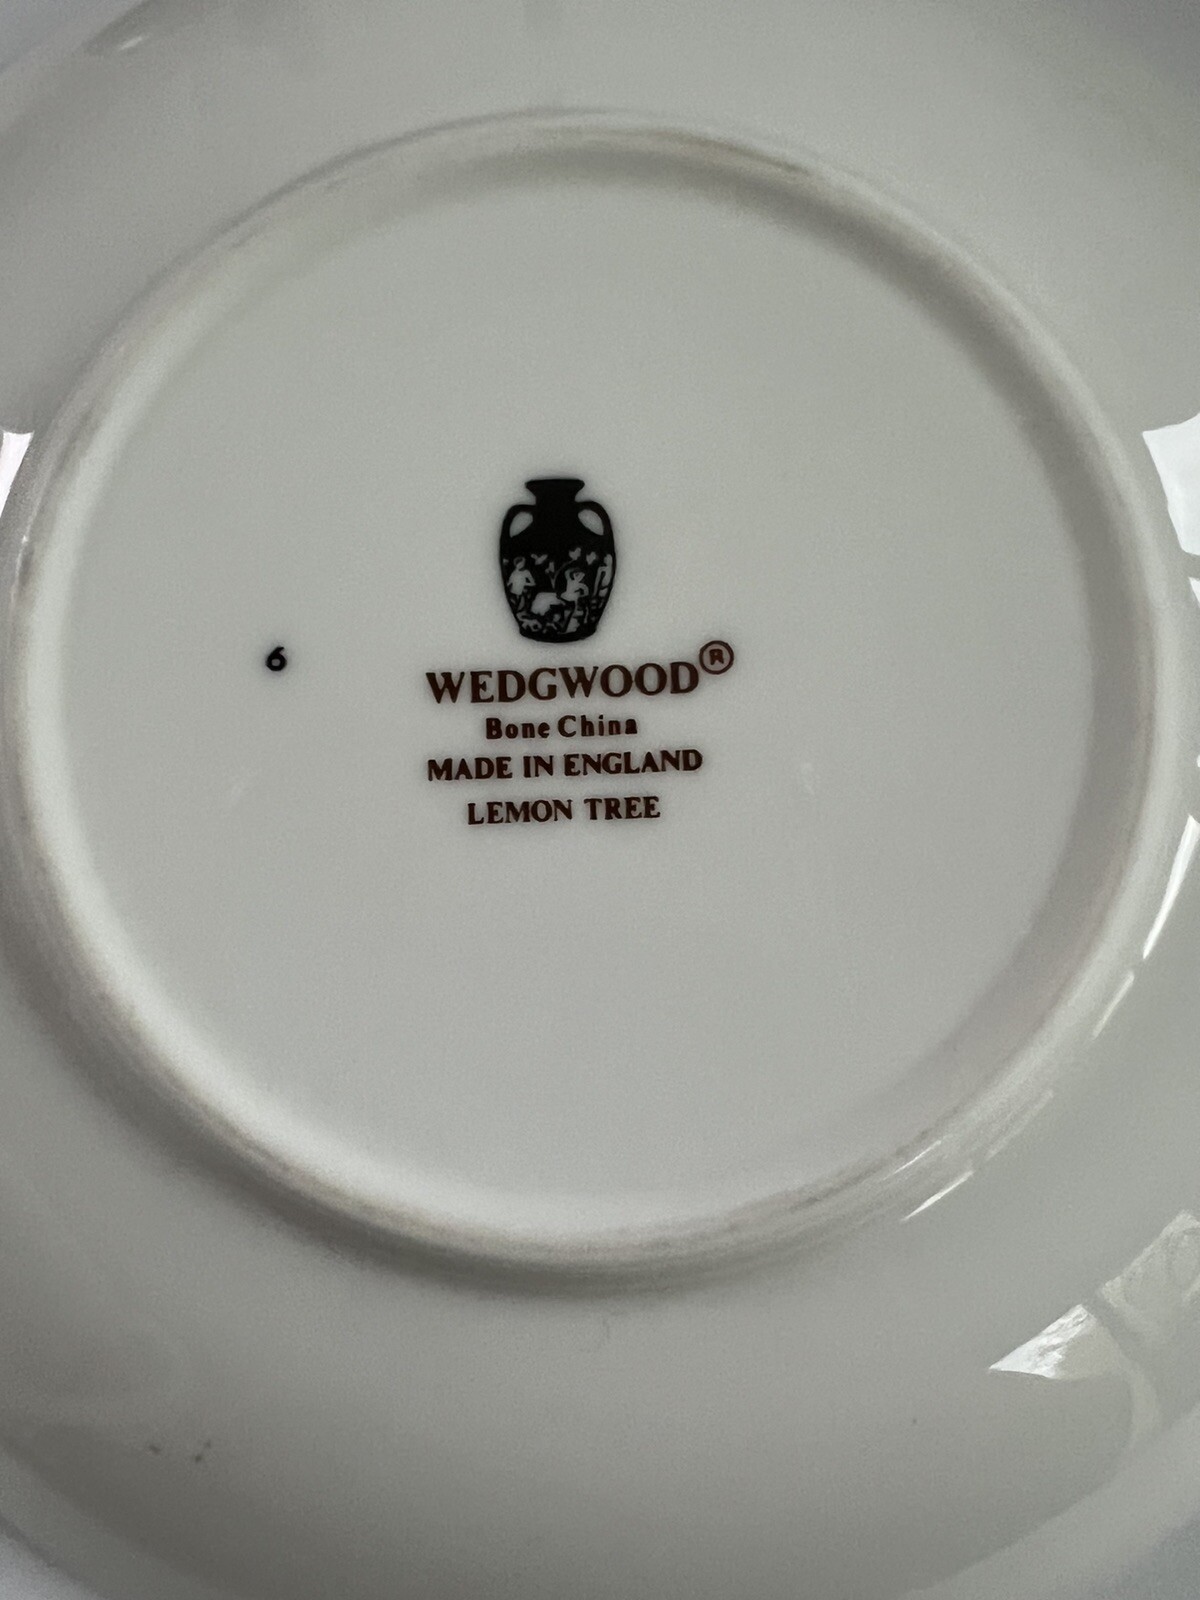 6
WEDGWOOD®
Bone China
MADE IN ENGLAND
LEMON TREE